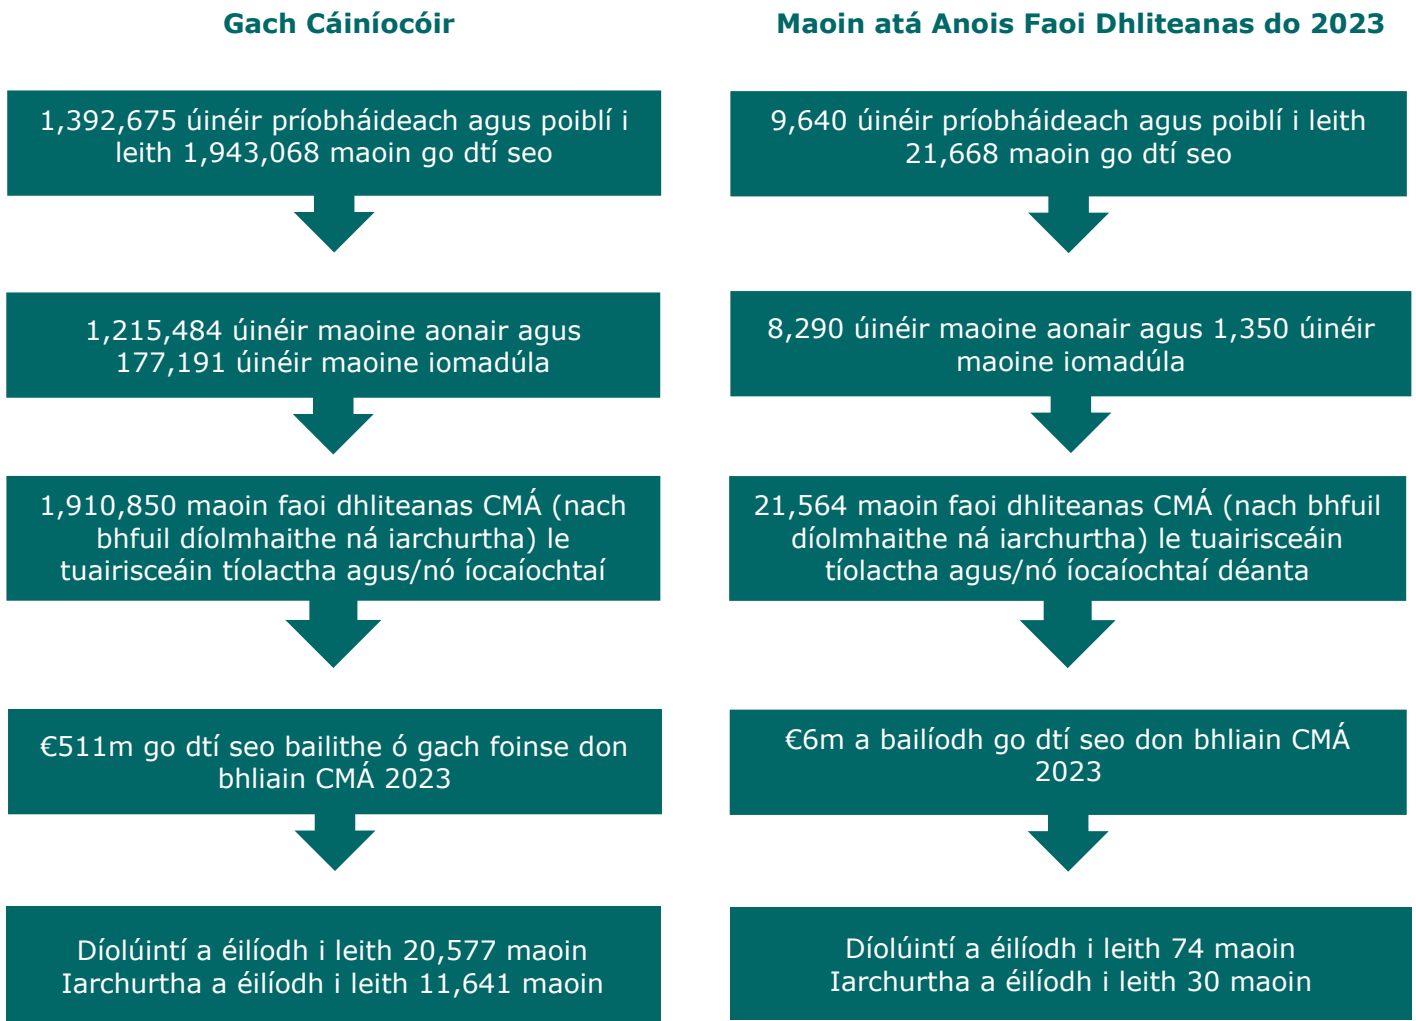 Gach Cáiníocóir
1,392,675 úinéir príobháideach agus poiblí i
leith 1,943,068 maoin go dtí seo
1,215,484 úinéir maoine aonair agus
177,191 úinéir maoine iomadúla
1,910,850 maoin faoi dhliteanas CMÁ (nach
bhfuil díolmhaithe ná iarchurtha) le
tuairisceáin tíolactha agus/nó íocaíochtaí
€511m go dtí seo bailithe ó gach foinse don
bhliain CMÁ 2023
Díolúintí a éilíodh i leith 20,577 maoin
Iarchurtha a éilíodh i leith 11,641 maoin
Maoin atá Anois Faoi Dhliteanas do 2023
9,640 úinéir príobháideach agus poiblí i leith
21,668 maoin go dtí seo
8,290 úinéir maoine aonair agus 1,350 úinéir
maoine iomadúla
21,564 maoin faoi dhliteanas CMÁ (nach bhfuil
díolmhaithe ná iarchurtha) le tuairisceáin
tíolactha agus/nó íocaíochtaí déanta
€6m a bailíodh go dtí seo don bhliain CMÁ
2023
Díolúintí a éilíodh i leith 74 maoin
Iarchurtha a éilíodh i leith 30 maoin